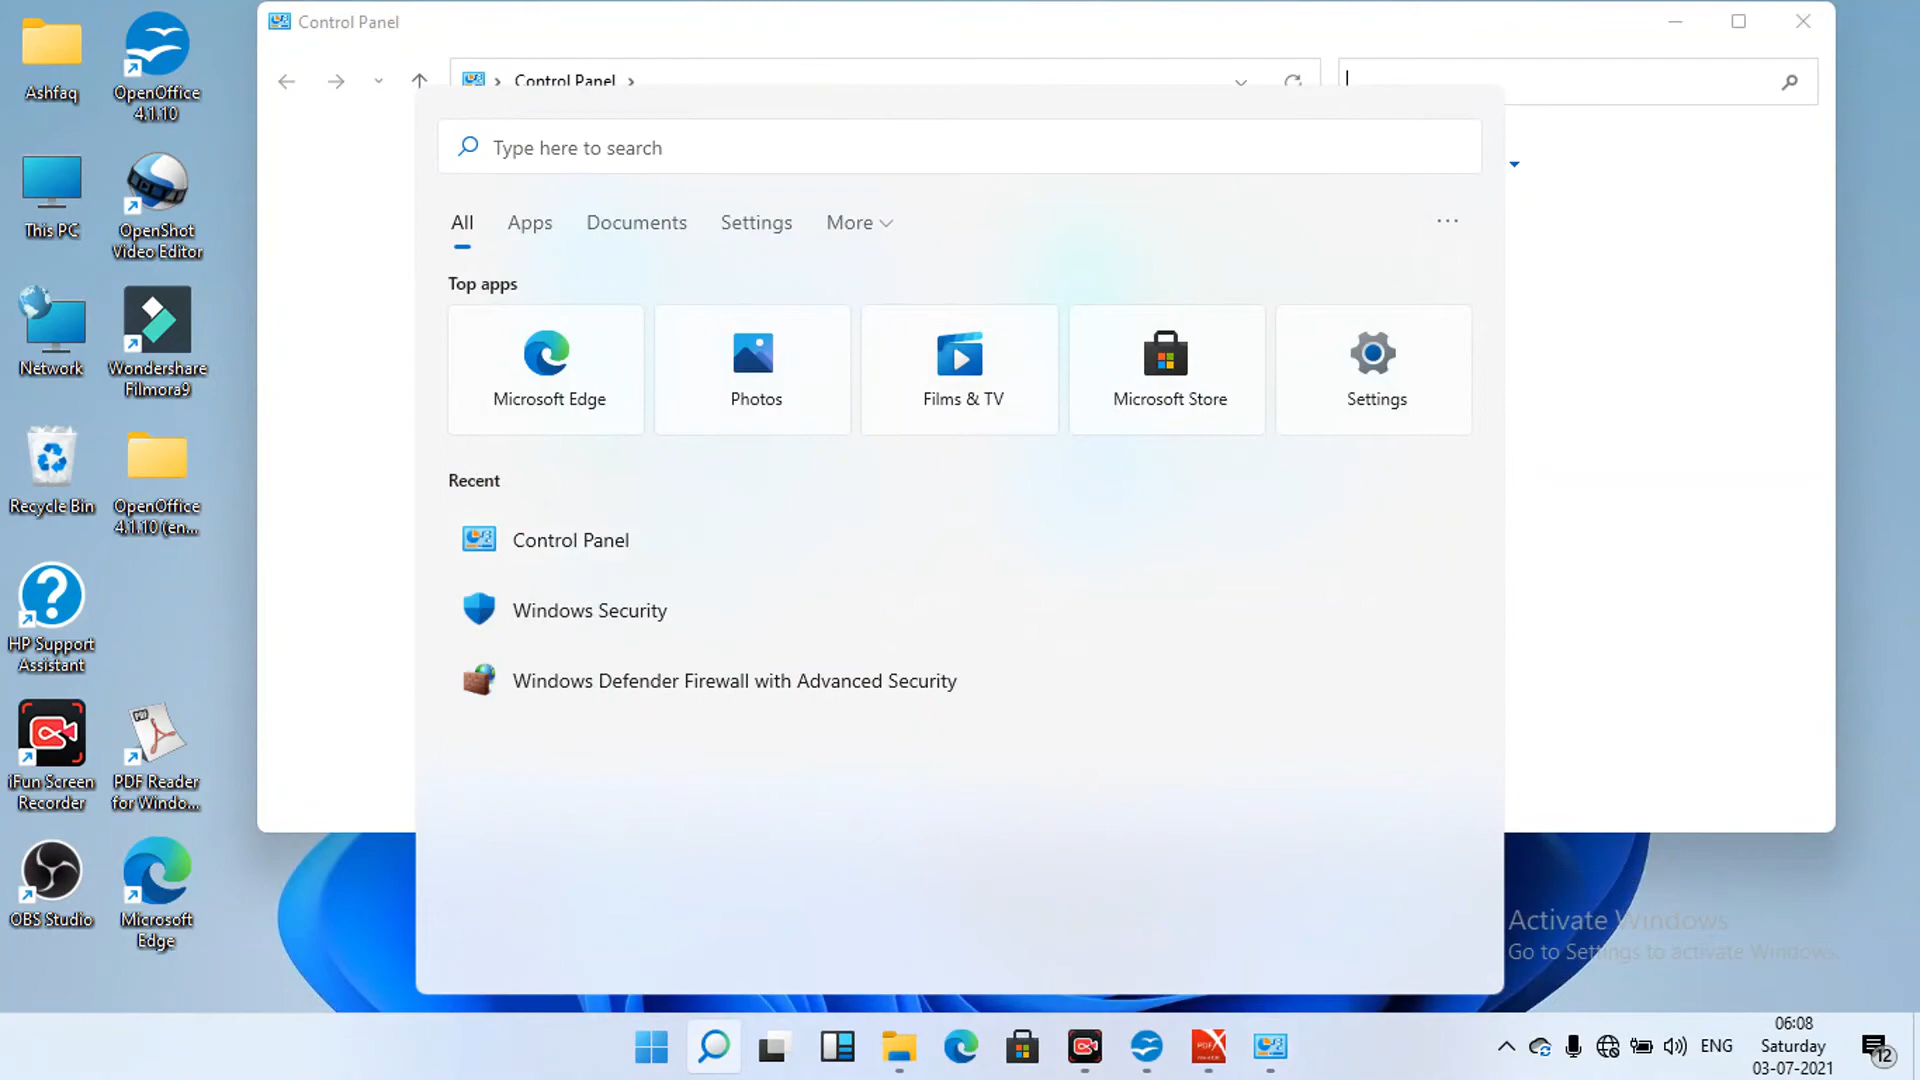 Control Panel
Control Panel
Type here to search
All Apps Documents Settings More
Top apps
Microsoft Edge
Photos
Films & TV
Microsoft Store
Settings
Recent
Control Panel
Windows Security
Windows Defender Firewall with Advanced Security
Ashfaq
OpenOffice
4.1.10
This PC
OpenShot
Video Editor
Network
Wondershare
Filmora9
Recycle Bin
OpenOffice
4.1.10 (en...
HP Support
Assistant
iFun Screen
Recorder
PDF
PDF Reader
for Windo...
OBS Studio
Microsoft
Edge
Activate Windows
Go to Settings to activate Windows.
ENG
06:08
Saturday
03-07-2021
12